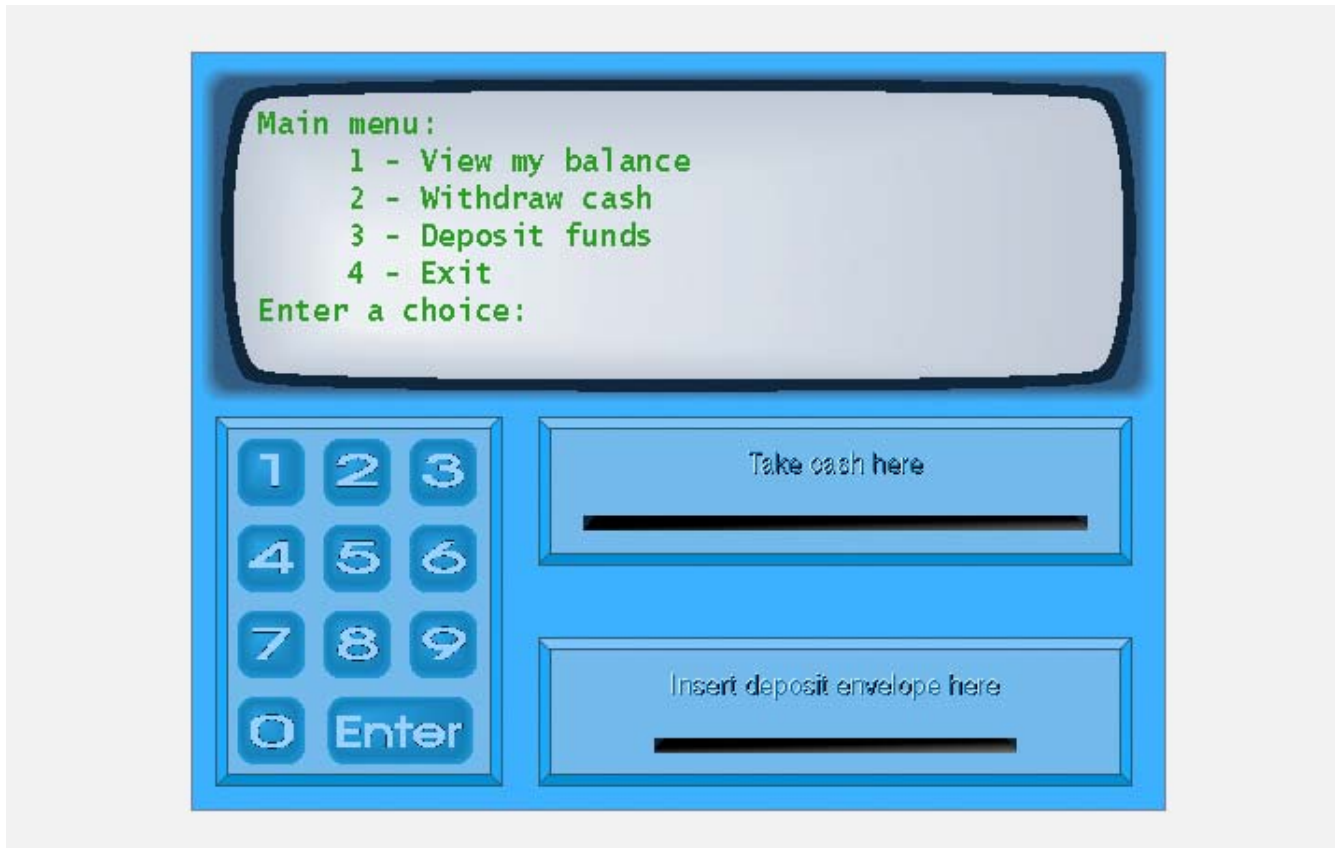 Main menu:
1 - View my balance
2 - Withdraw cash
3 - Deposit funds
4 - Exit
Enter a choice:
1 2 3
4 5 6
7 8 9
0 Enter
Take cash here
Insert deposit envelope here